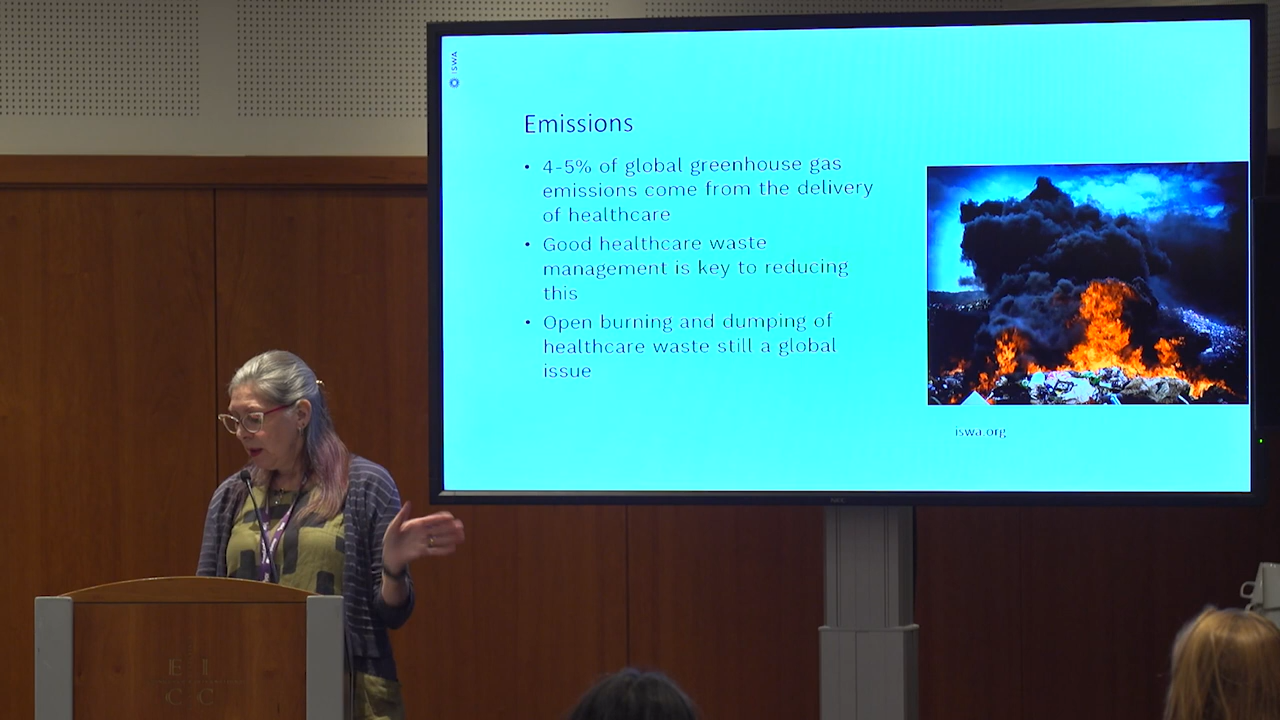 ISWA
Emissions
• 4-5% of global greenhouse gas
emissions come from the delivery
of healthcare
• Good healthcare waste
management is key to reducing
this
• Open burning and dumping of
healthcare waste still a global
issue
iswa.org
NEC
E I
C C